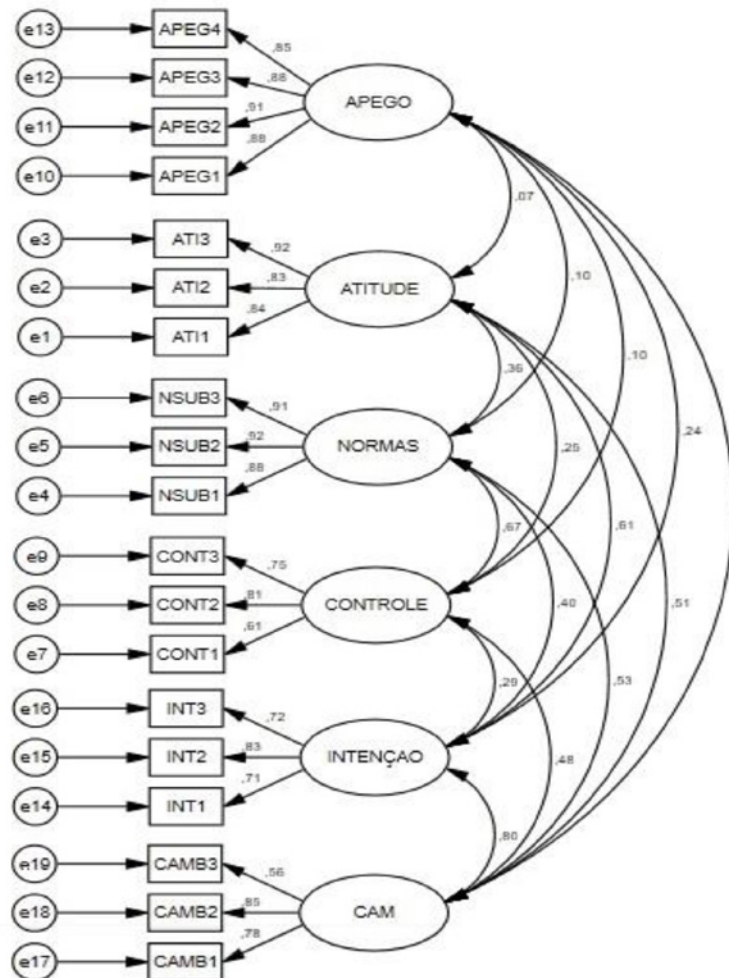 e13 APEG4 ,85
e12 APEG3 ,88 APEGO
e11 APEG2 ,91
e10 APEG1 ,88
,07
e3 ATI3 ,92
,10
e2 ATI2 ,83 ATITUDE
e1 ATI1 ,84
,10
,36
e6 NSUB3 ,91
,24
e5 NSUB2 ,92 NORMAS ,25
e4 NSUB1 ,88
,67 ,61
e9 CONT3 ,75
e8 CONT2 ,81 CONTROLE ,40 ,51
e7 CONT1 ,61
,29 ,53
e16 INT3 ,72
e15 INT2 ,83 INTENÇAO ,48
e14 INT1 ,71
,80
e19 CAMB3 ,56
e18 CAMB2 ,85 CAM
e17 CAMB1 ,78